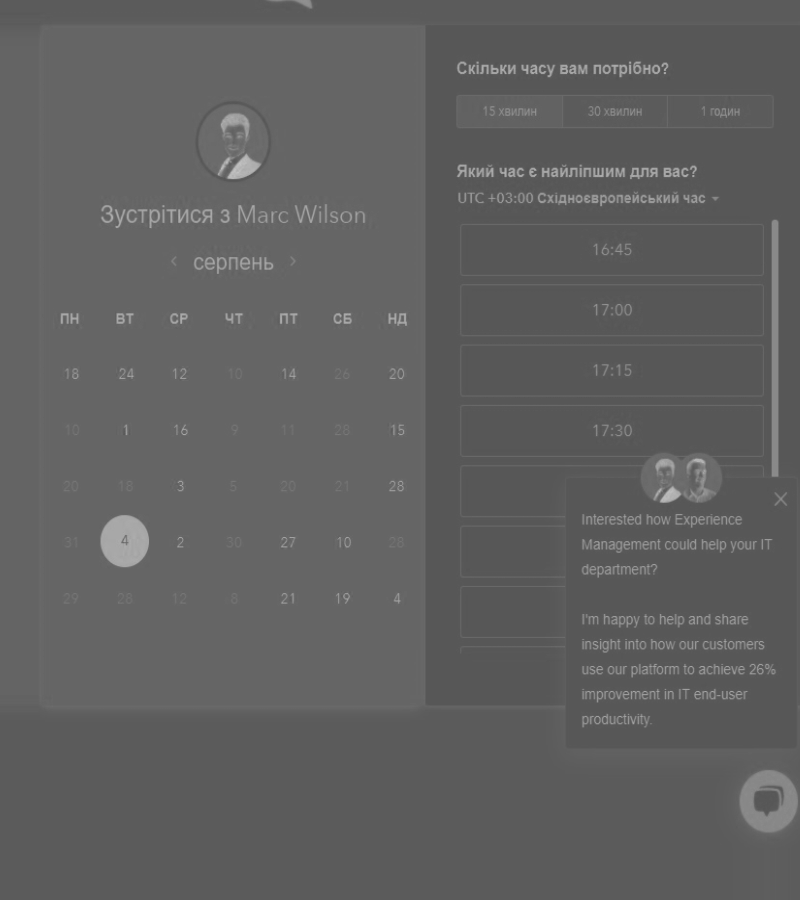 Зустрітися з Marc Wilson
серпень
ПН ВТ СР ЧТ ПТ СБ НД
18 24 12 10 14 26 20
10 1 16 9 11 28 15
20 18 3 5 20 21 28
31 4 2 30 27 10 28
29 28 12 8 21 19 4
Скільки часу вам потрібно?
15 хвилин 30 хвилин 1 годин
Який час є найліпшим для вас?
UTC +03:00 Східноєвропейський час
16:45
17:00
17:15
17:30
Interested how Experience
Management could help your IT
department?
I'm happy to help and share
insight into how our customers
use our platform to achieve 26%
improvement in IT end-user
productivity.